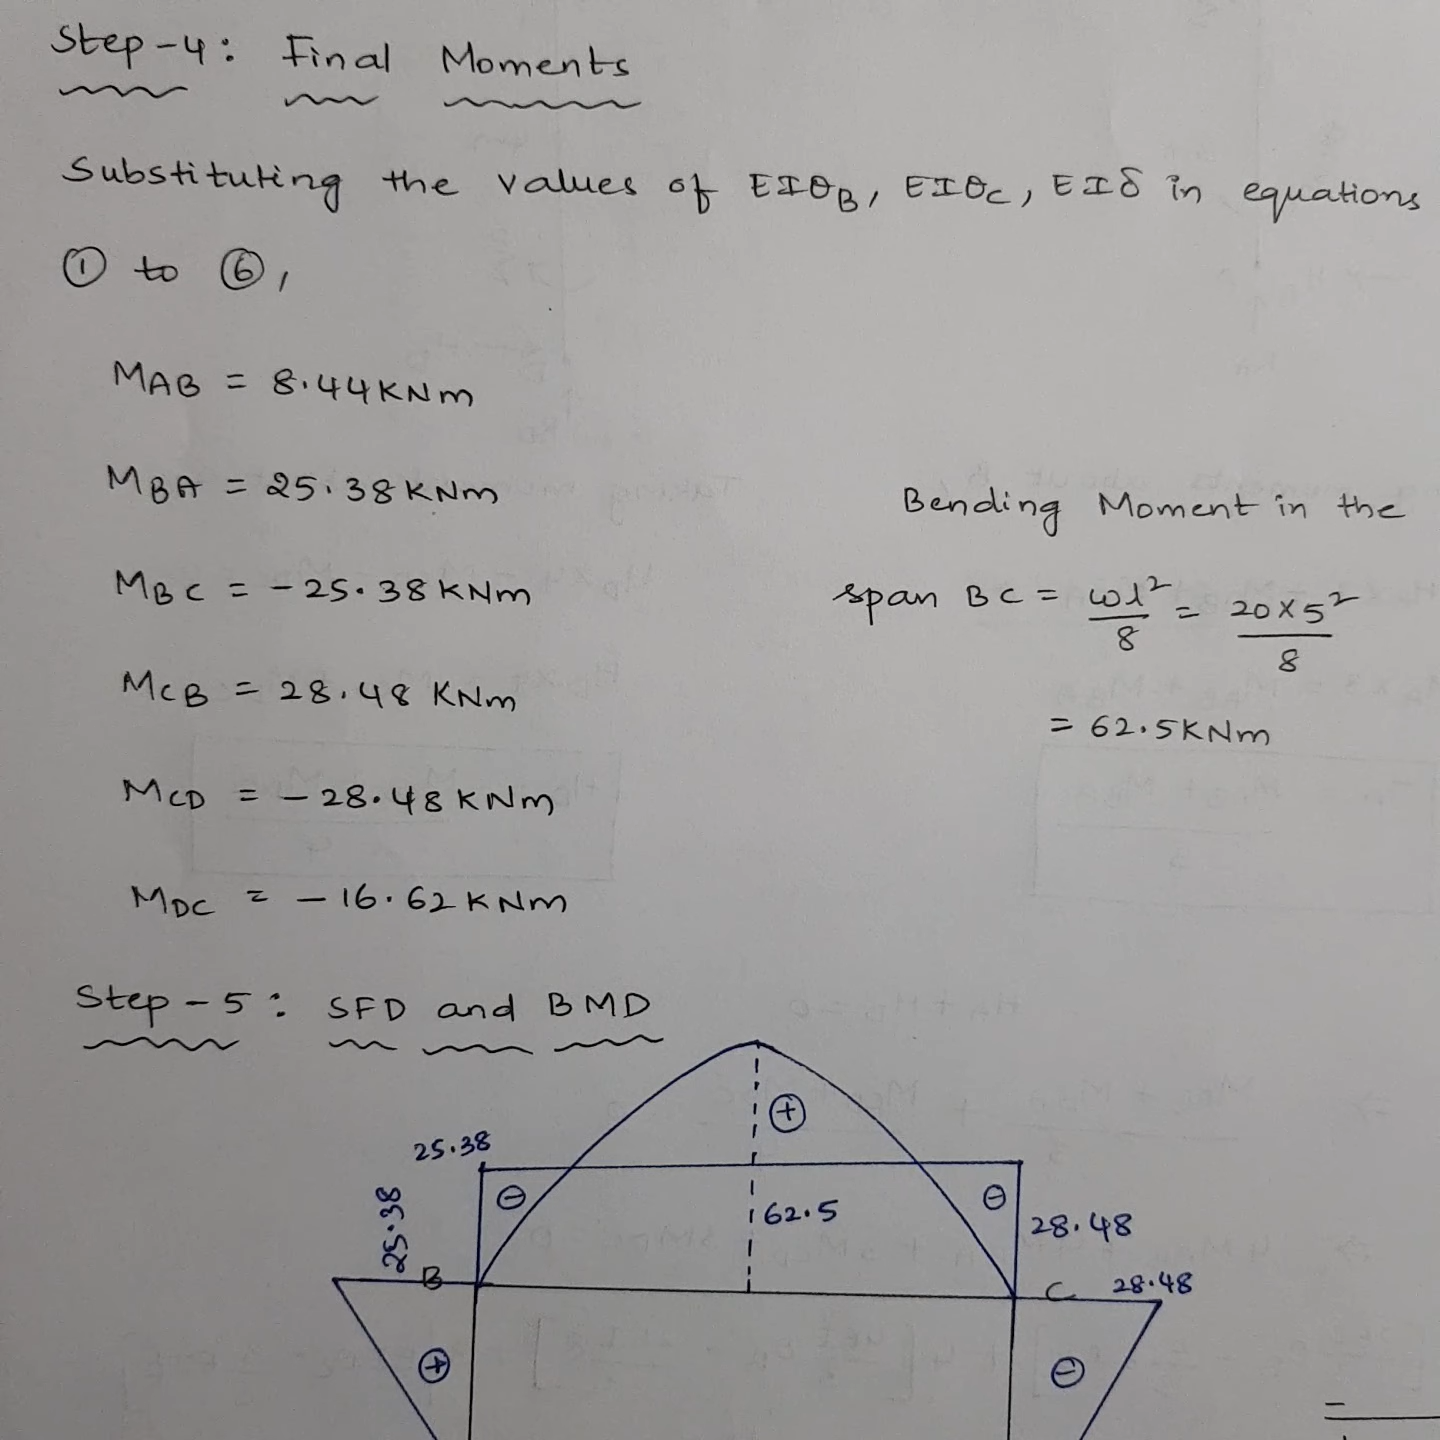 Step-4: Final Moments
Substituting the values of EIθB, EIθC, EIδ in equations
① to ⑥,
MAB = 8.44KNm
MBA = 25.38KNm
MBC = -25.38KNm
MCB = 28.48 KNm
MCD = -28.48KNm
MDC = -16.62KNm
Bending Moment in the
span BC = ωl²/8 = 20x5²/8
= 62.5KNm
Step-5: SFD and BMD
25.38
25.38
62.5
28.48
B
C
28.48